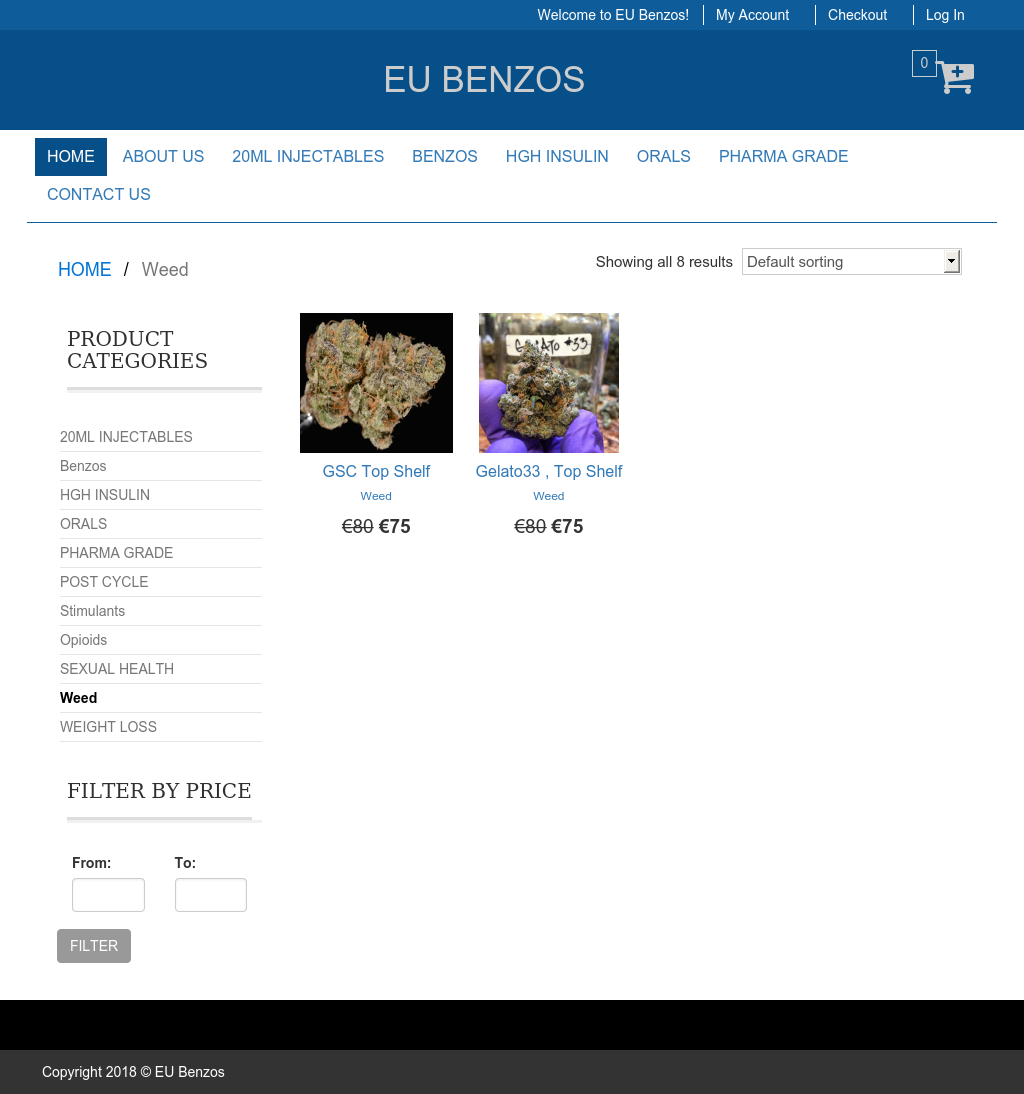 Welcome to EU Benzos!
My Account
Checkout
Log In
EU BENZOS
0
HOME
ABOUT US
20ML INJECTABLES
BENZOS
HGH INSULIN
ORALS
PHARMA GRADE
CONTACT US
HOME / Weed
Showing all 8 results
Default sorting
PRODUCT
CATEGORIES
20ML INJECTABLES
Benzos
HGH INSULIN
ORALS
PHARMA GRADE
POST CYCLE
Stimulants
Opioids
SEXUAL HEALTH
Weed
WEIGHT LOSS
GELATO #33
GSC Top Shelf
Weed
€80 €75
Gelato33 , Top Shelf
Weed
€80 €75
FILTER BY PRICE
From:
To:
FILTER
Copyright 2018 © EU Benzos